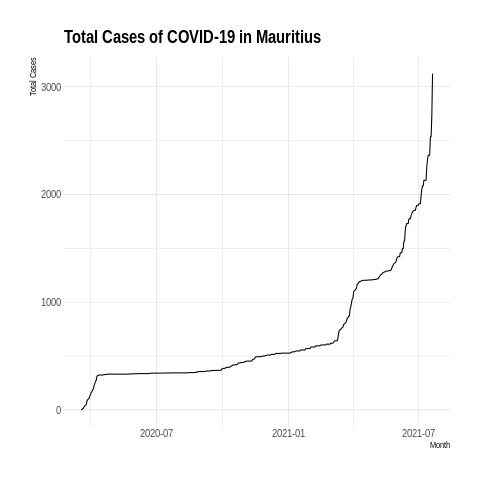 Total Cases of COVID-19 in Mauritius
Total Cases
3000
2000
1000
0
2020-07
2021-01
2021-07
Month